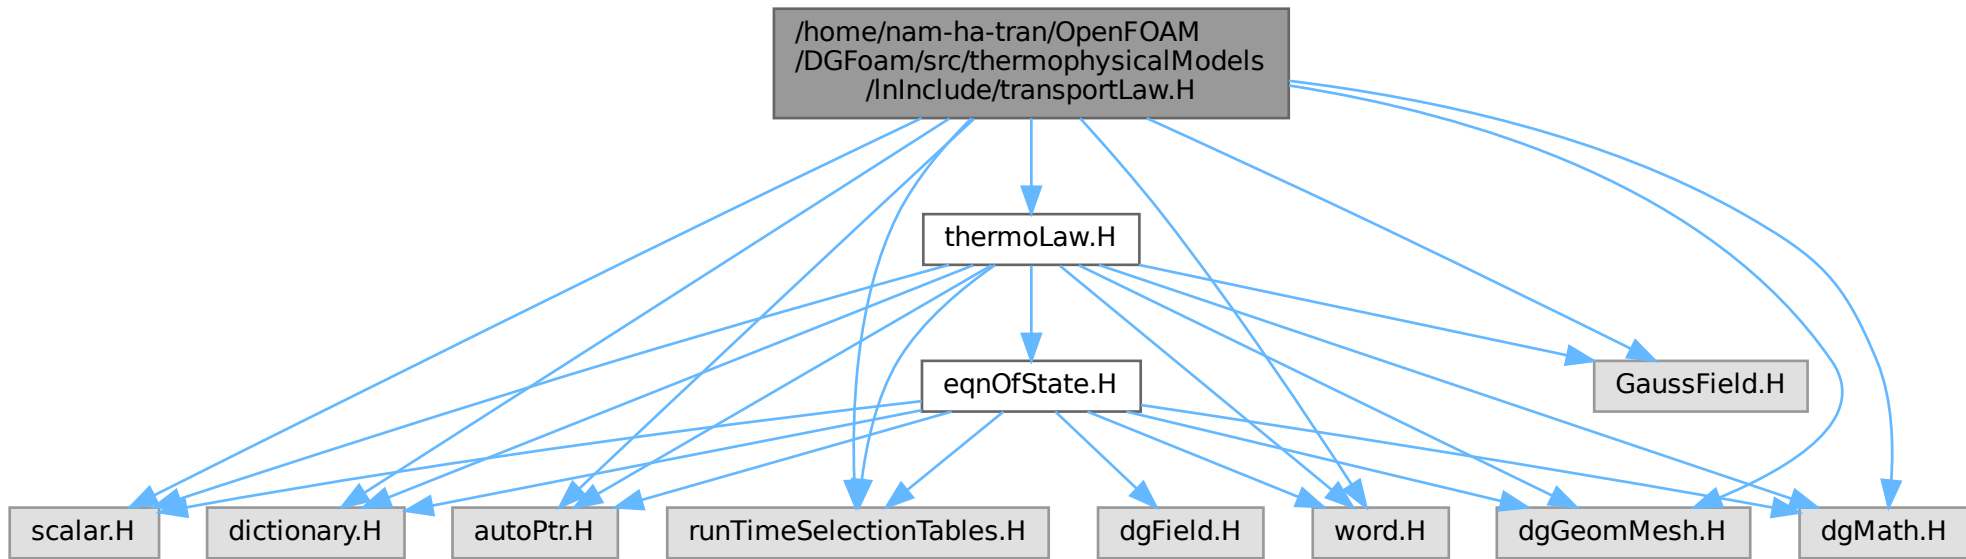 /home/nam-ha-tran/OpenFOAM
/DGFoam/src/thermophysicalModels
/lnInclude/transportLaw.H
thermoLaw.H
eqnOfState.H
GaussField.H
scalar.H
dictionary.H
autoPtr.H
runTimeSelectionTables.H
dgField.H
word.H
dgGeomMesh.H
dgMath.H